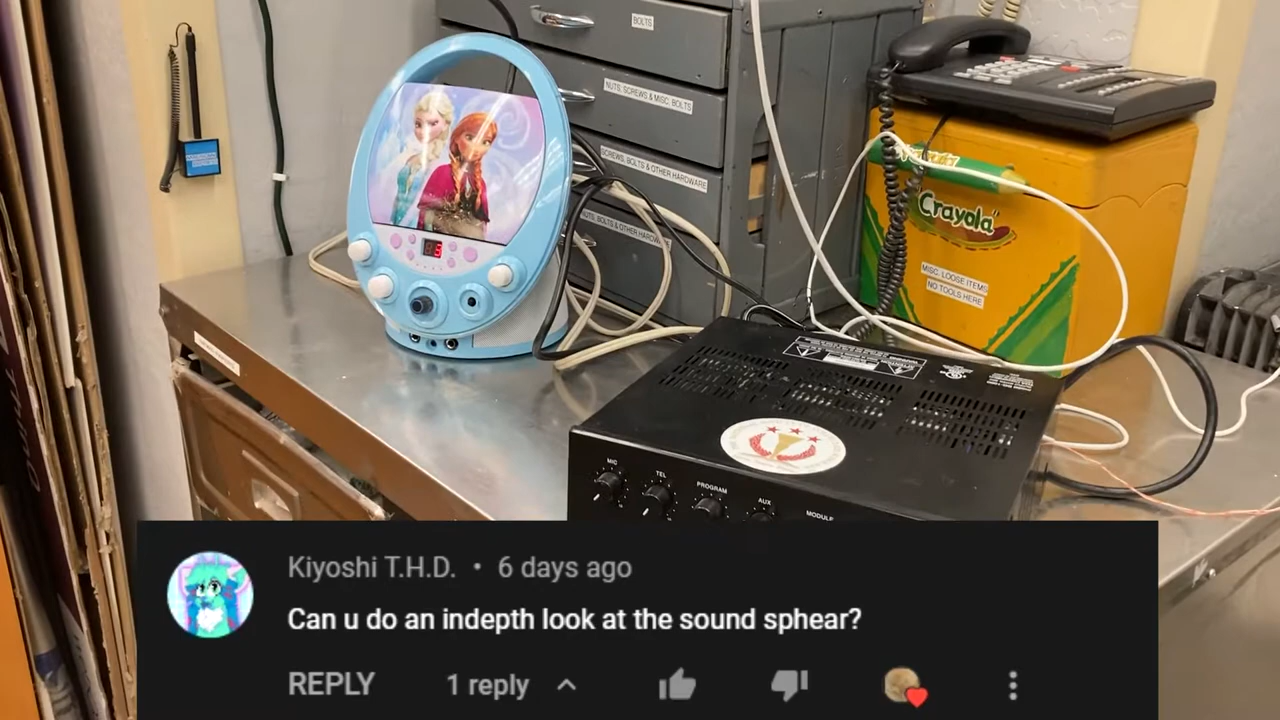 BOLTS
NUTS, SCREWS & MISC. BOLTS
SCREWS, BOLTS & OTHER HARDWARE
NUTS, BOLTS & OTHER HARDWARE
Crayola
MISC. LOOSE ITEMS
NO TOOLS HERE
MIC
TEL
PROGRAM
AUX
MODULE
Kiyoshi T.H.D. • 6 days ago
Can u do an indepth look at the sound sphear?
REPLY 1 reply